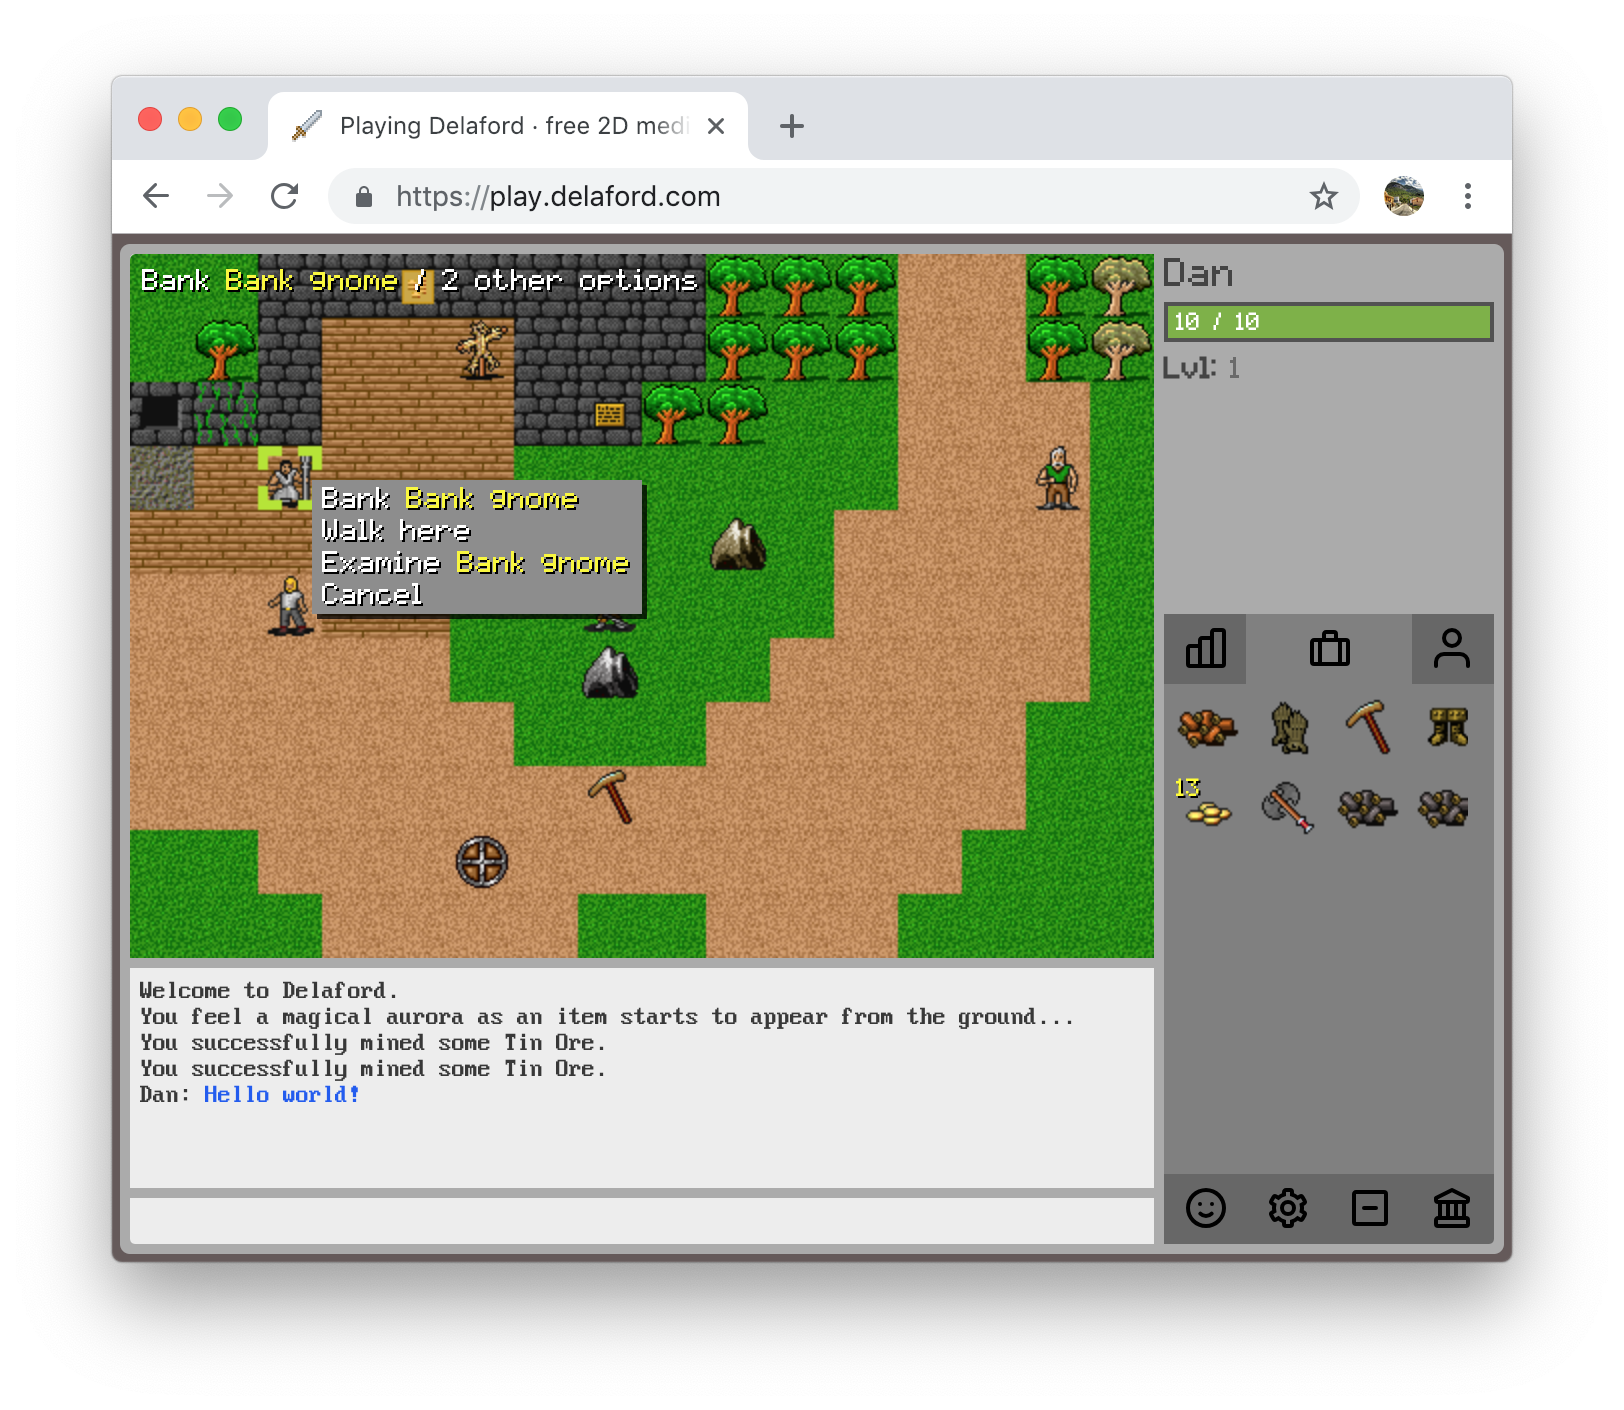 Playing Delaford · free 2D medi
https://play.delaford.com
Bank Bank gnome / 2 other options
Bank Bank gnome
Walk here
Examine Bank gnome
Cancel
Dan
10 / 10
Lvl: 1
13
Welcome to Delaford.
You feel a magical aurora as an item starts to appear from the ground...
You successfully mined some Tin Ore.
You successfully mined some Tin Ore.
Dan: Hello world!